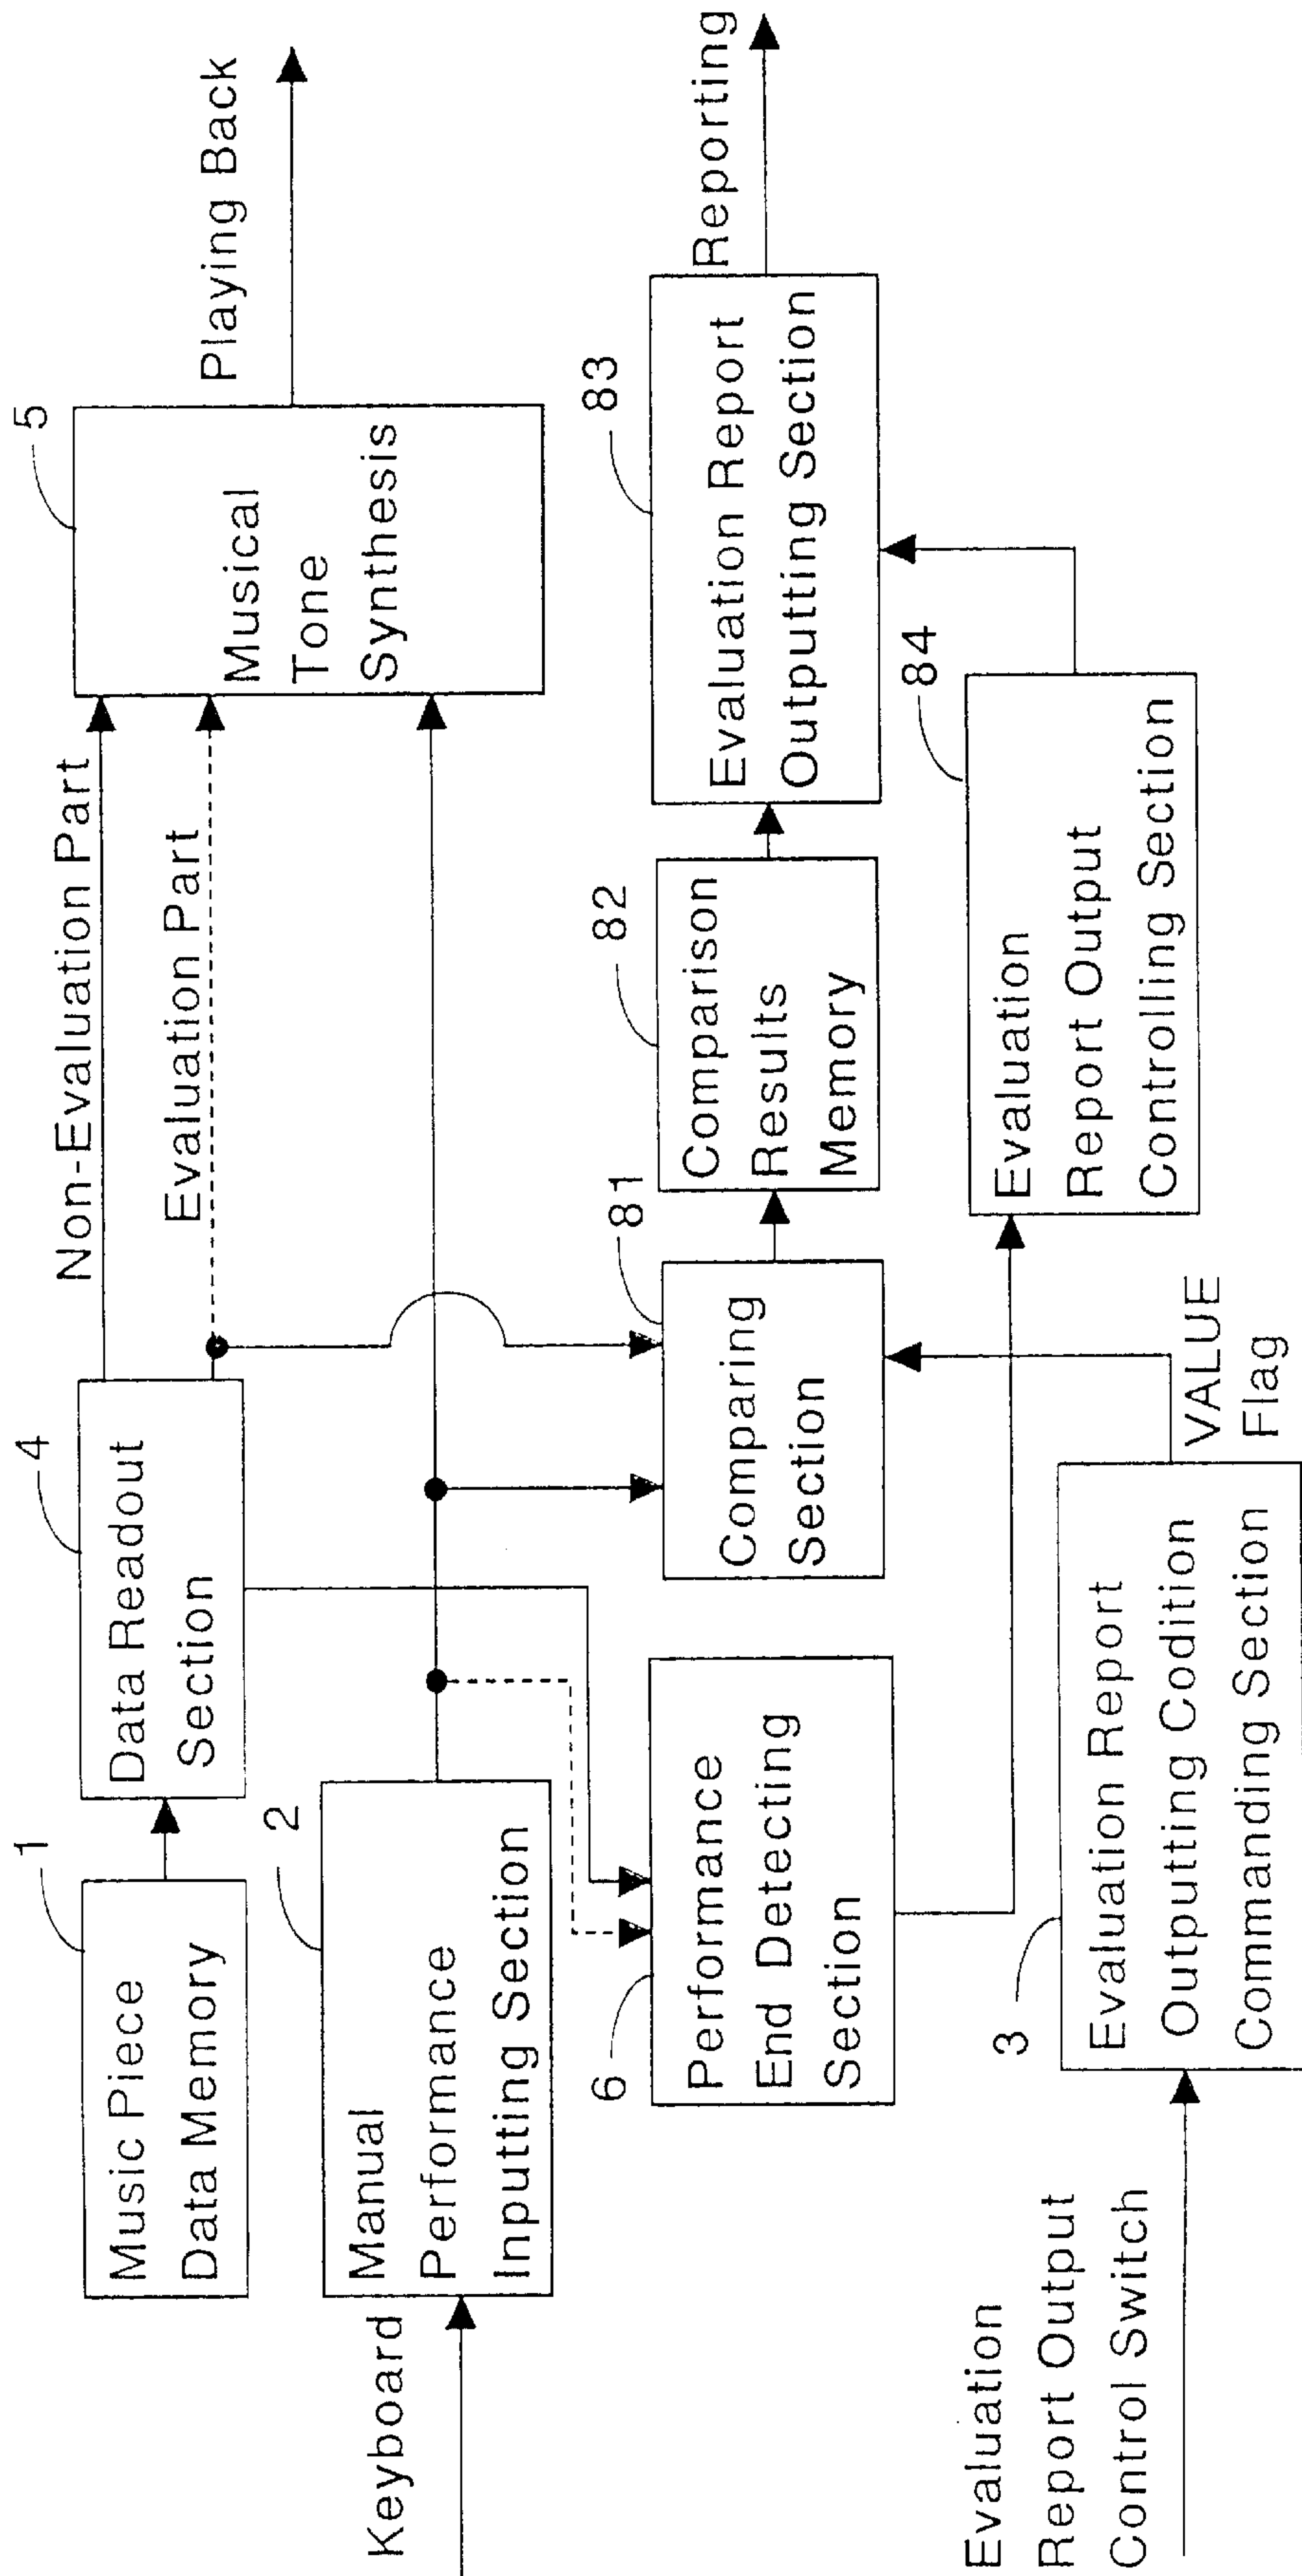 1
Music Piece
Data Memory
4
Data Readout
Section
Non-Evaluation Part
Evaluation Part
5
Musical
Tone
Synthesis
Playing Back
Keyboard
2
Manual
Performance
Inputting Section
6
Performance
End Detecting
Section
81
Comparing
Section
82
Comparison
Results
Memory
83
Evaluation Report
Outputting Section
Reporting
Evaluation
Report Output
Control Switch
3
Evaluation Report
Outputting Codition
Commanding Section
VALUE
Flag
84
Evaluation
Report Output
Controlling Section